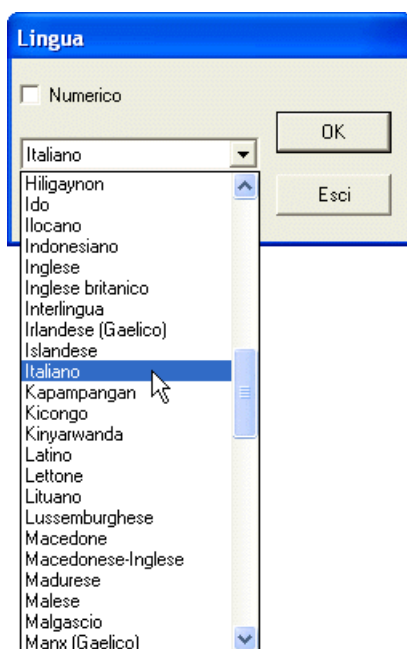 Lingua
Numerico
OK
Italiano
Esci
Hiligaynon
Ido
Ilocano
Indonesiano
Inglese
Inglese britanico
Interlingua
Irlandese (Gaelico)
Islandese
Italiano
Kapampangan
Kicongo
Kinyarwanda
Latino
Lettone
Lituano
Lussemburghese
Macedone
Macedonese-Inglese
Madurese
Malese
Malgascio
Manx (Gaelico)